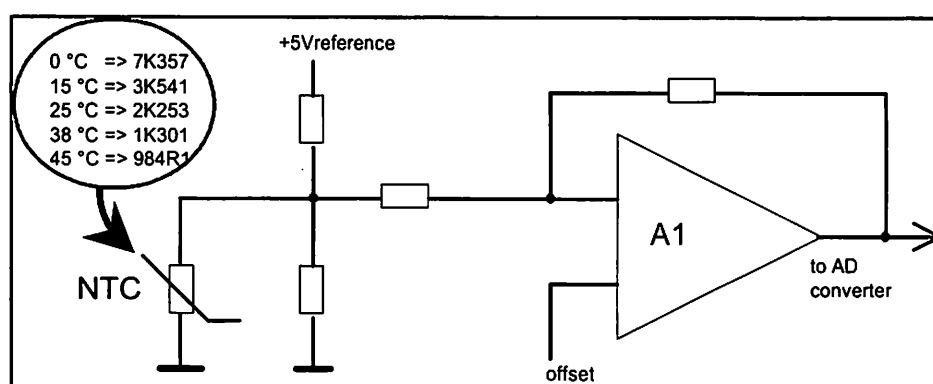 0 °C => 7K357
15 °C => 3K541
25 °C => 2K253
38 °C => 1K301
45 °C => 984R1
+5Vreference
NTC
A1
to AD
converter
offset